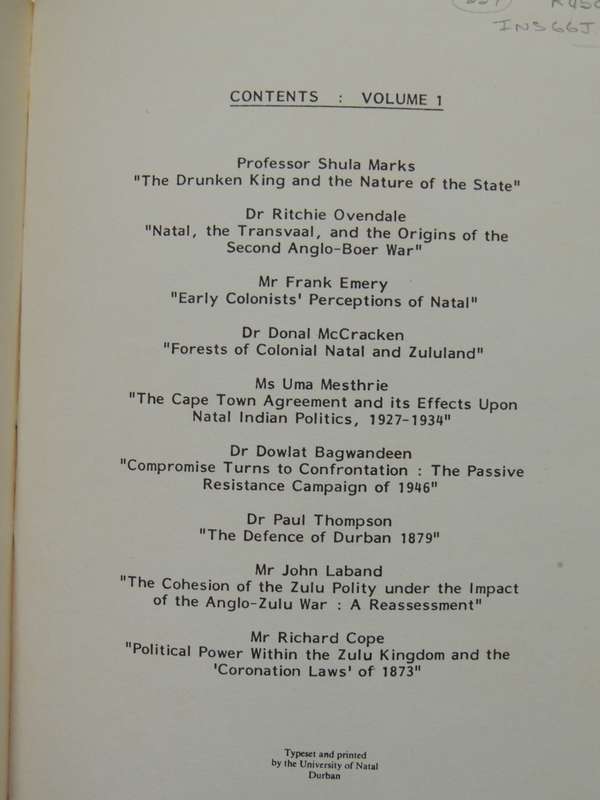 INS66J
CONTENTS : VOLUME 1
Professor Shula Marks
"The Drunken King and the Nature of the State"
Dr Ritchie Ovendale
"Natal, the Transvaal, and the Origins of the
Second Anglo-Boer War"
Mr Frank Emery
"Early Colonists' Perceptions of Natal"
Dr Donal McCracken
"Forests of Colonial Natal and Zululand"
Ms Uma Mesthrie
"The Cape Town Agreement and its Effects Upon
Natal Indian Politics, 1927-1934"
Dr Dowlat Bagwandeen
"Compromise Turns to Confrontation : The Passive
Resistance Campaign of 1946"
Dr Paul Thompson
"The Defence of Durban 1879"
Mr John Laband
"The Cohesion of the Zulu Polity under the Impact
of the Anglo-Zulu War : A Reassessment"
Mr Richard Cope
"Political Power Within the Zulu Kingdom and the
'Coronation Laws' of 1873"
Typeset and printed
by the University of Natal
Durban